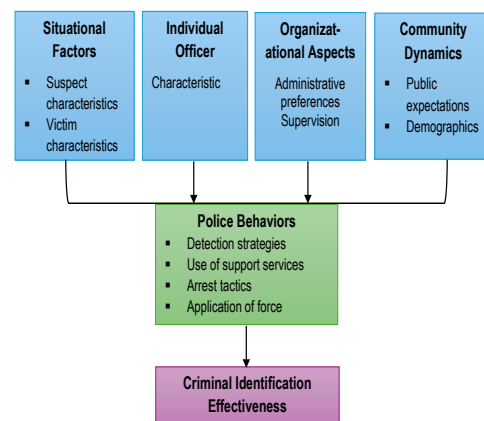 Situational
Factors
▪ Suspect
characteristics
▪ Victim
characteristics
Individual
Officer
Characteristic
Organizat-
ational Aspects
Administrative
preferences
Supervision
Community
Dynamics
▪ Public
expectations
▪ Demographics
Police Behaviors
▪ Detection strategies
▪ Use of support services
▪ Arrest tactics
▪ Application of force
Criminal Identification
Effectiveness